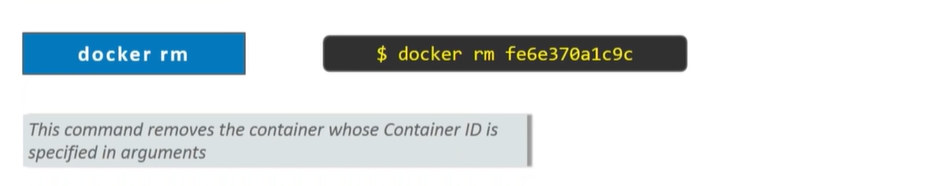 docker rm
$ docker rm fe6e370a1c9c
This command removes the container whose Container ID is
specified in arguments